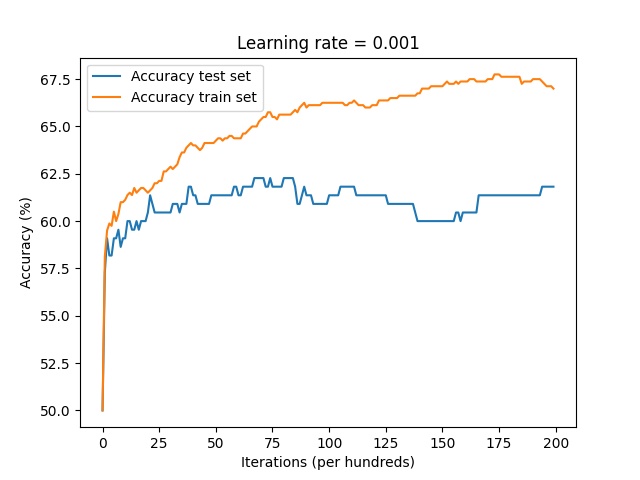 Learning rate = 0.001
Accuracy test set
Accuracy train set
Accuracy (%)
67.5
65.0
62.5
60.0
57.5
55.0
52.5
50.0
0 25 50 75 100 125 150 175 200
Iterations (per hundreds)